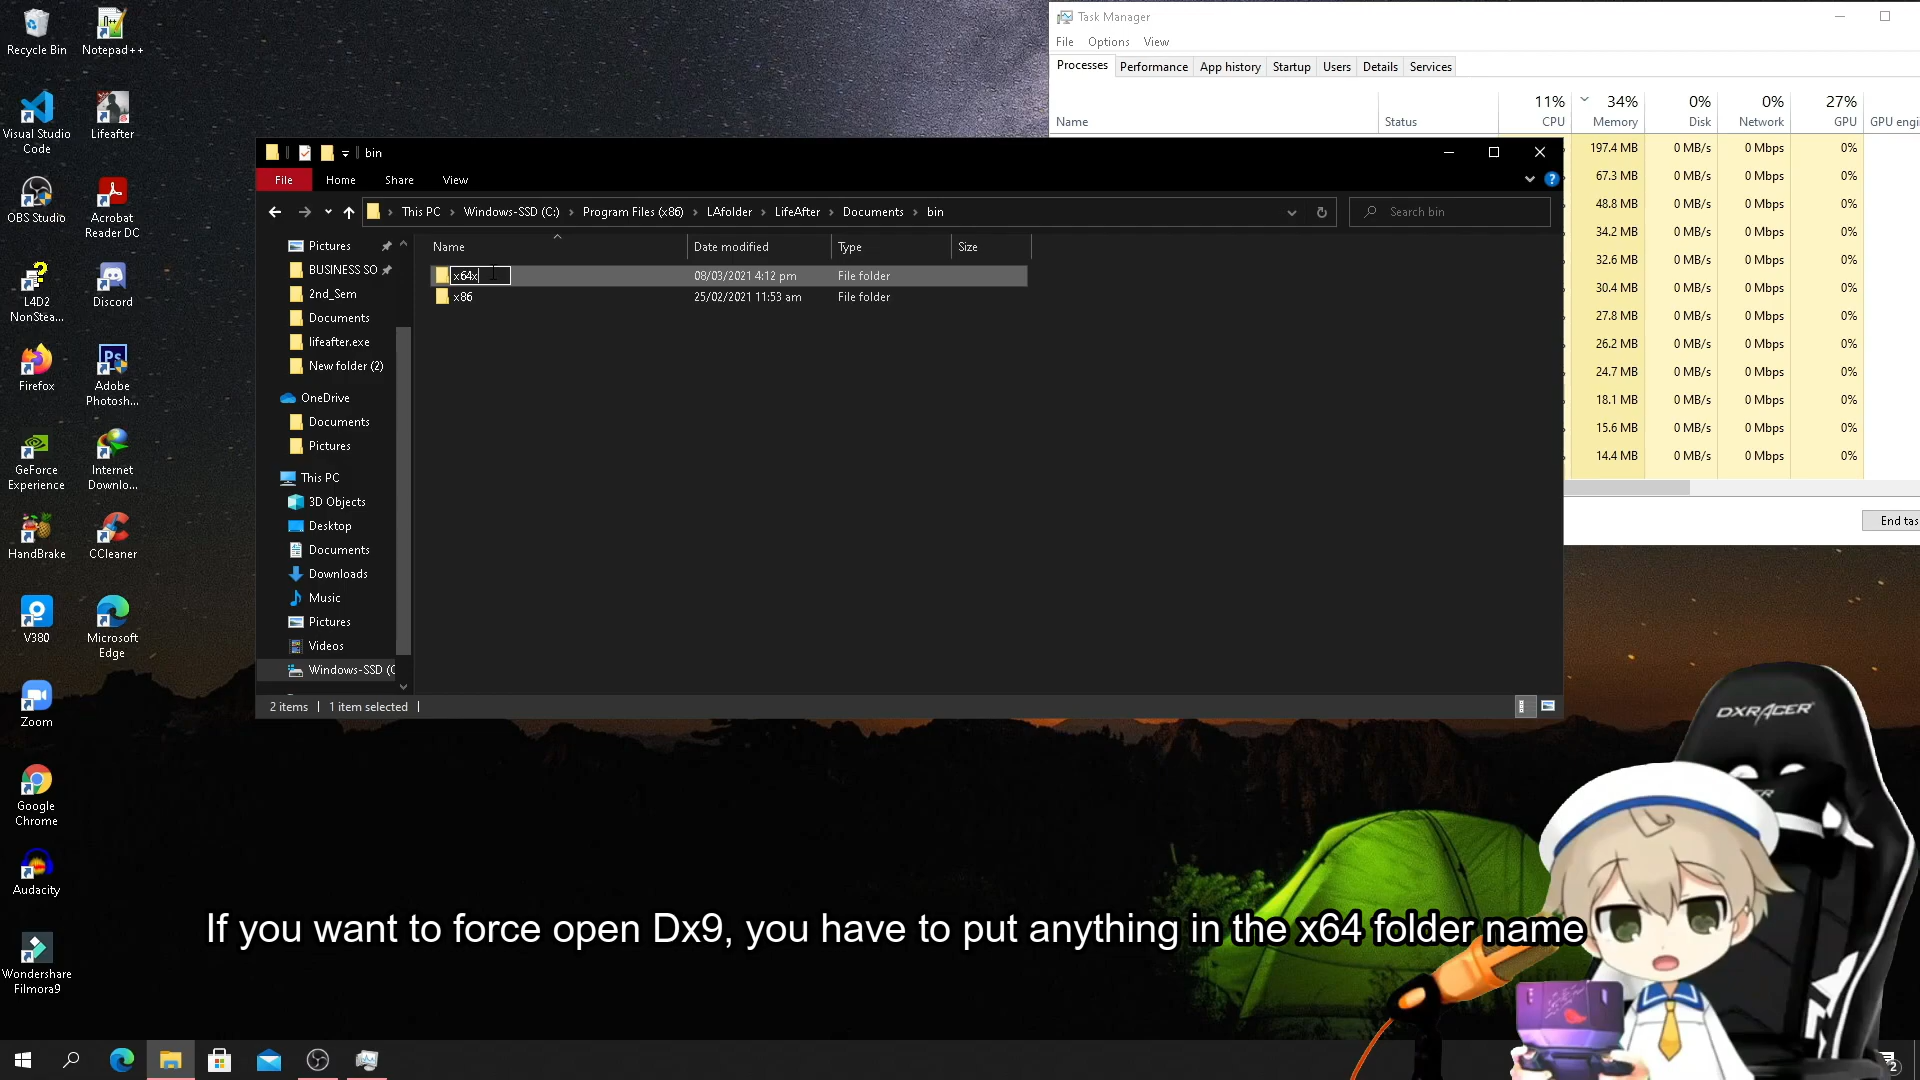 Recycle Bin
Notepad++
Visual Studio
Code
Lifeafter
OBS Studio
Acrobat
Reader DC
L4D2
NonStea...
Discord
Firefox
Adobe
Photosh...
GeForce
Experience
Internet
Downlo...
HandBrake
CCleaner
V380
Microsoft
Edge
Zoom
Google
Chrome
Audacity
Wondershare
Filmora9
Task Manager
File Options View
Processes Performance App history Startup Users Details Services
11% 34% 0% 0% 27%
Name Status CPU Memory Disk Network GPU GPU engi
197.4 MB 0 MB/s 0 Mbps 0%
67.3 MB 0 MB/s 0 Mbps 0%
48.8 MB 0 MB/s 0 Mbps 0%
34.2 MB 0 MB/s 0 Mbps 0%
32.6 MB 0 MB/s 0 Mbps 0%
30.4 MB 0 MB/s 0 Mbps 0%
27.8 MB 0 MB/s 0 Mbps 0%
26.2 MB 0 MB/s 0 Mbps 0%
24.7 MB 0 MB/s 0 Mbps 0%
18.1 MB 0 MB/s 0 Mbps 0%
15.6 MB 0 MB/s 0 Mbps 0%
14.4 MB 0 MB/s 0 Mbps 0%
End tas
bin
File Home Share View
This PC Windows-SSD (C:) Program Files (x86) LAfolder LifeAfter Documents bin
Search bin
Name Date modified Type Size
x64x 08/03/2021 4:12 pm File folder
x86 25/02/2021 11:53 am File folder
Pictures
BUSINESS SO
2nd_Sem
Documents
lifeafter.exe
New folder (2)
OneDrive
Documents
Pictures
This PC
3D Objects
Desktop
Documents
Downloads
Music
Pictures
Videos
Windows-SSD (C
2 items 1 item selected
DXRACER
If you want to force open Dx9, you have to put anything in the x64 folder name
2